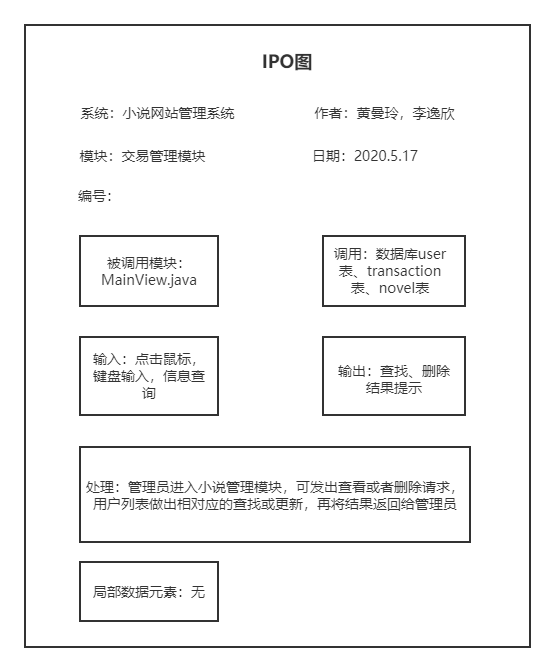 IPO图
系统：小说网站管理系统
作者：黄曼玲，李逸欣
模块：交易管理模块
日期：2020.5.17
编号：
被调用模块：
MainView.java
调用：数据库user
表、transaction
表、novel表
输入：点击鼠标，
键盘输入，信息查
询
输出：查找、删除
结果提示
处理：管理员进入小说管理模块，可发出查看或者删除请求，
用户列表做出相对应的查找或更新，再将结果返回给管理员
局部数据元素：无